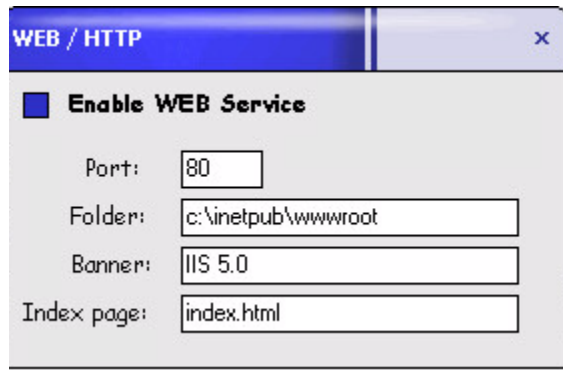 WEB / HTTP ×
Enable WEB Service
Port: 80
Folder: c:\inetpub\wwwroot
Banner: IIS 5.0
Index page: index.html